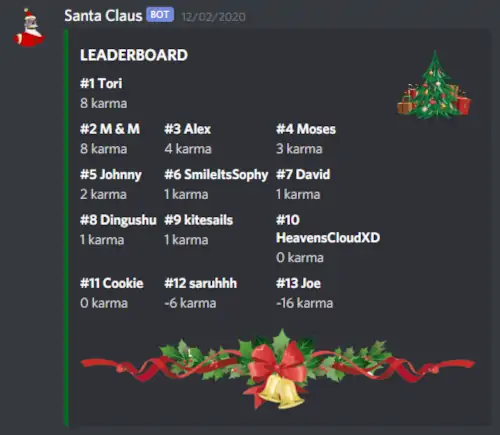 Santa Claus BOT 12/02/2020
LEADERBOARD
#1 Tori
8 karma
#2 M & M #3 Alex #4 Moses
8 karma 4 karma 3 karma
#5 Johnny #6 SmileItsSophy #7 David
2 karma 1 karma 1 karma
#8 Dingushu #9 kitesails #10
HeavensCloudXD
1 karma 1 karma
0 karma
#11 Cookie #12 saruhhh #13 Joe
0 karma -6 karma -16 karma